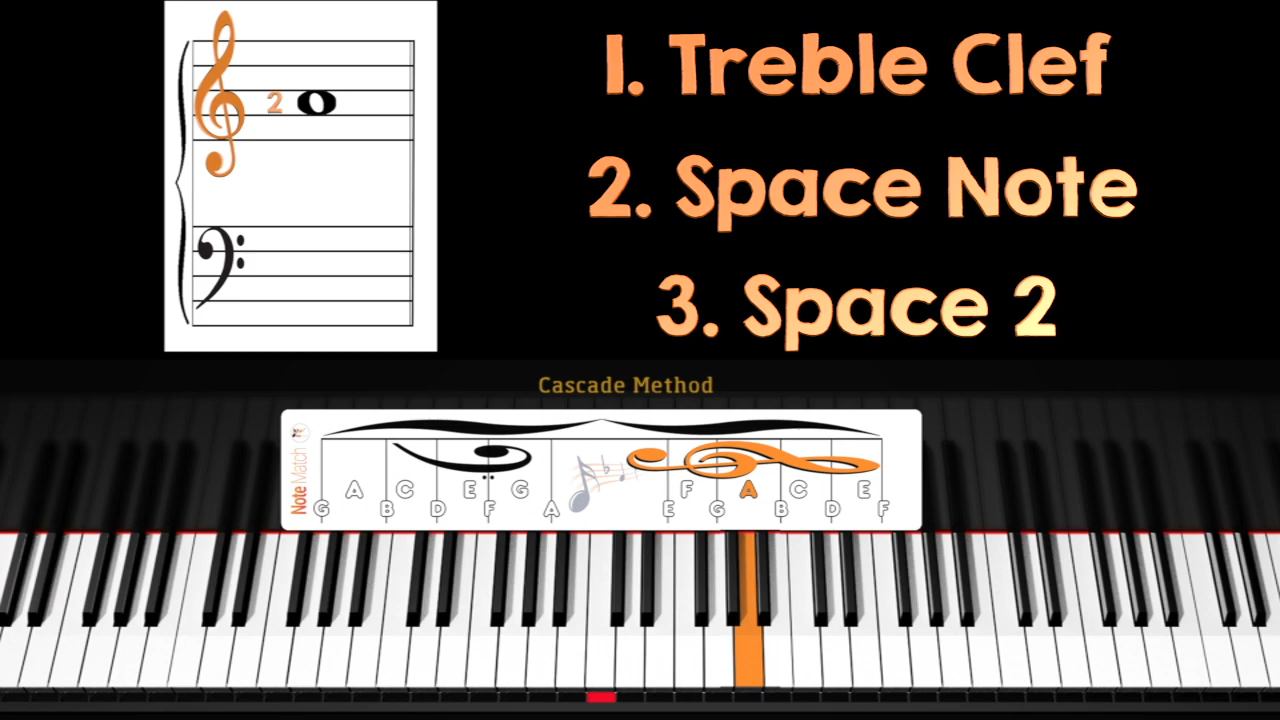 1. Treble Clef
2
2. Space Note
3. Space 2
Cascade Method
Note Match
A C E G F A C E
G B D F A E G B D F